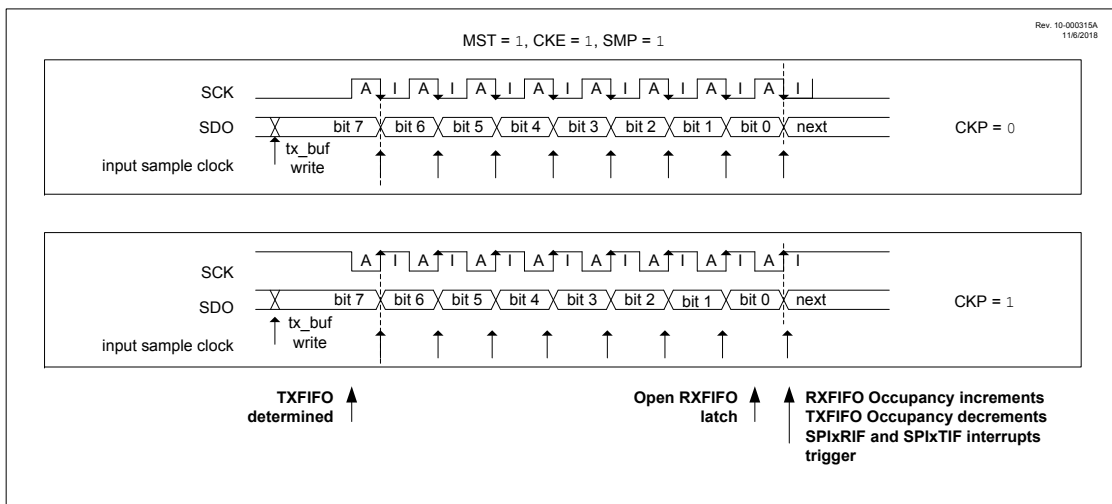 Rev. 10-000315A
11/6/2018
MST = 1, CKE = 1, SMP = 1
SCK A I A I A I A I A I A I A I A I
SDO bit 7 bit 6 bit 5 bit 4 bit 3 bit 2 bit 1 bit 0 next
CKP = 0
tx_buf
write
input sample clock
SCK A I A I A I A I A I A I A I A I
SDO bit 7 bit 6 bit 5 bit 4 bit 3 bit 2 bit 1 bit 0 next
CKP = 1
tx_buf
write
input sample clock
TXFIFO
determined
Open RXFIFO
latch
RXFIFO Occupancy increments
TXFIFO Occupancy decrements
SPIxRIF and SPIxTIF interrupts
trigger